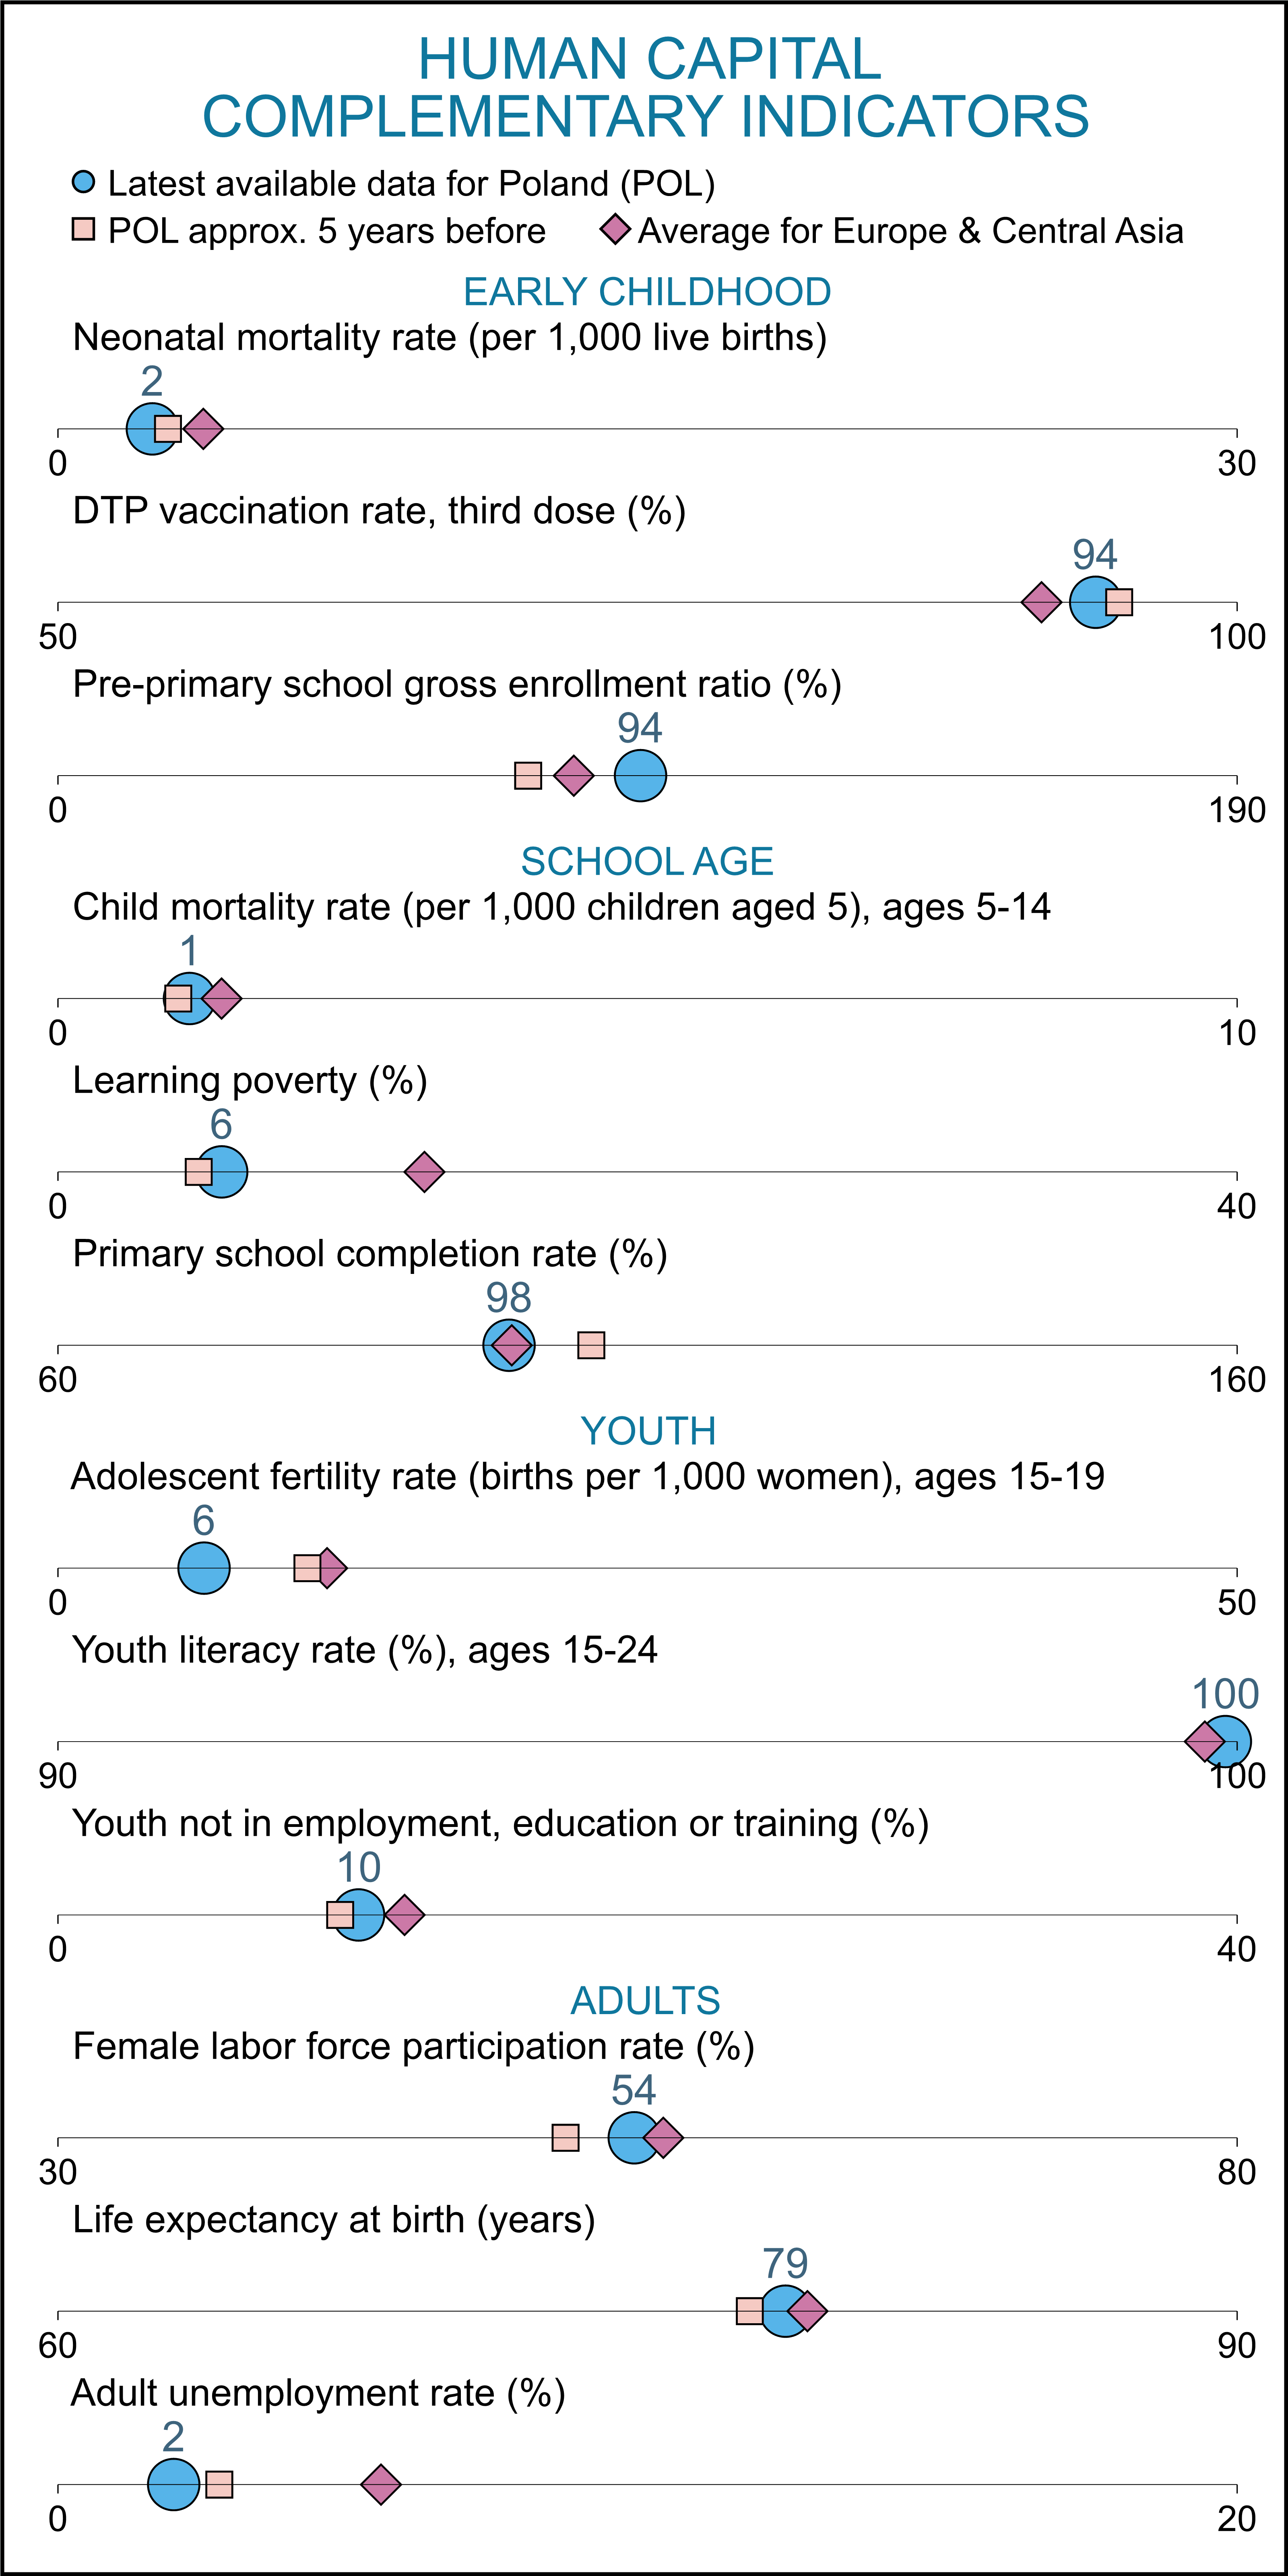 HUMAN CAPITAL
COMPLEMENTARY INDICATORS
Latest available data for Poland (POL)
POL approx. 5 years before
Average for Europe & Central Asia
EARLY CHILDHOOD
Neonatal mortality rate (per 1,000 live births)
2
0
30
DTP vaccination rate, third dose (%)
94
50
100
Pre-primary school gross enrollment ratio (%)
94
0
190
SCHOOL AGE
Child mortality rate (per 1,000 children aged 5), ages 5-14
1
0
10
Learning poverty (%)
6
0
40
Primary school completion rate (%)
98
60
160
YOUTH
Adolescent fertility rate (births per 1,000 women), ages 15-19
6
0
50
Youth literacy rate (%), ages 15-24
100
90
100
Youth not in employment, education or training (%)
10
0
40
ADULTS
Female labor force participation rate (%)
54
30
80
Life expectancy at birth (years)
79
60
90
Adult unemployment rate (%)
2
0
20